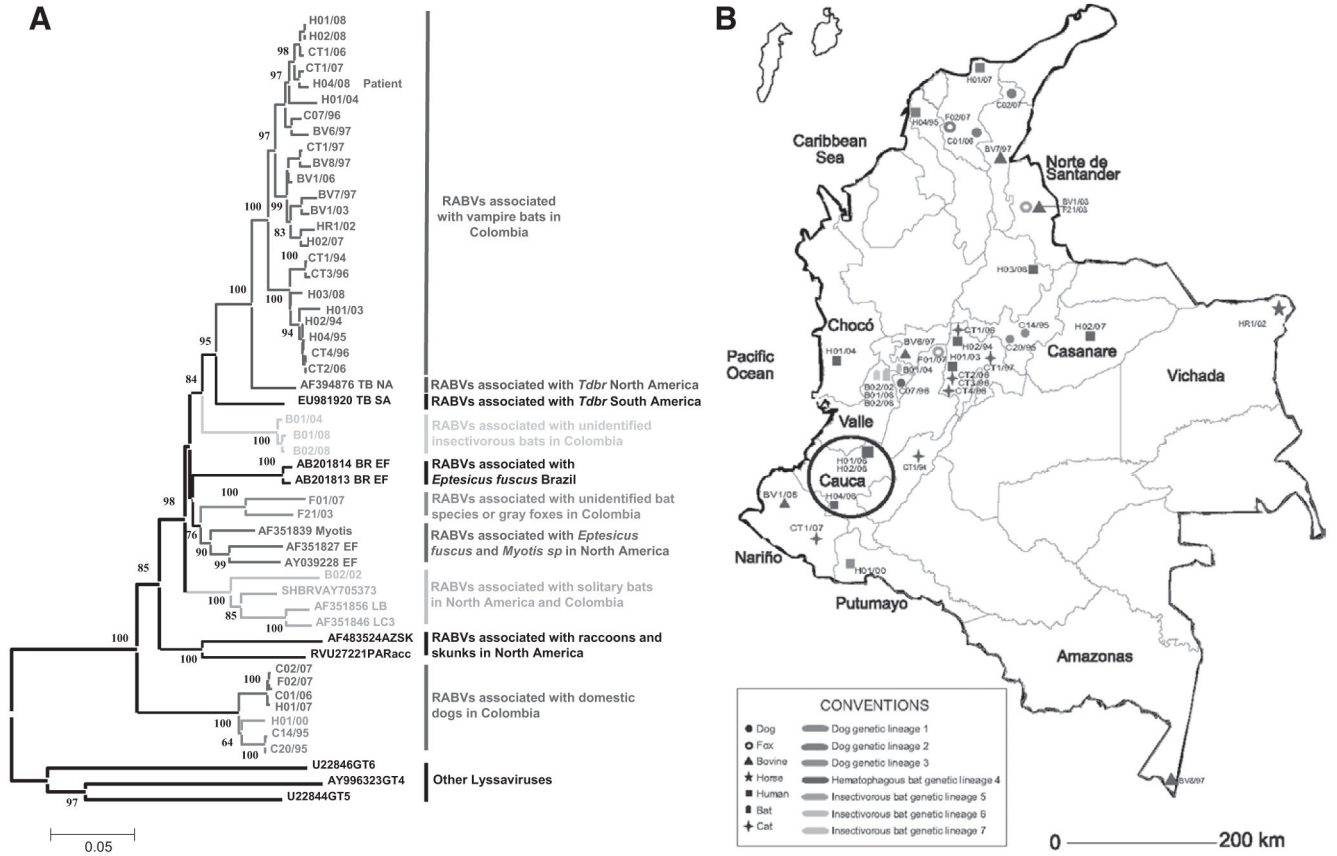 A
H01/08
H02/08
98
CT1/06
97
CT1/07
H04/08 Patient
H01/04
C07/96
97
BV6/97
CT1/97
BV8/97
BV1/06
BV7/97
100
99
BV1/03
HR1/02
83
H02/07
100
CT1/94
CT3/96
100
100
H03/08
H01/03
H02/94
94
H04/95
CT4/96
CT2/06
RABVs associated
with vampire bats in
Colombia
95
84
AF394876 TB NA
RABVs associated with Tdbr North America
EU981920 TB SA
RABVs associated with Tdbr South America
B01/04
B01/08
100
B02/08
RABVs associated with unidentified
insectivorous bats in Colombia
100
AB201814 BR EF
AB201813 BR EF
RABVs associated with
Eptesicus fuscus Brazil
98
100
F01/07
F21/03
RABVs associated with unidentified bat
species or gray foxes in Colombia
76
AF351839 Myotis
90
AF351827 EF
99
AY039228 EF
RABVs associated with Eptesicus
fuscus and Myotis sp in North America
85
B02/02
100
SHBRVAY705373
85
AF351856 LB
100
AF351846 LC3
RABVs associated with solitary bats
in North America and Colombia
100
AF483524AZSK
100
RVU27221PARacc
RABVs associated with raccoons and
skunks in North America
C02/07
100
F02/07
C01/06
H01/07
100
H01/00
64
C14/95
100
C20/95
RABVs associated with domestic
dogs in Colombia
U22846GT6
AY996323GT4
97
U22844GT5
Other Lyssaviruses
0.05
B
H01/07
C02/07
H04/95
F02/07
C01/06
Caribbean
Sea
BV7/97
Norte de
Santander
BV1/03
F21/03
H03/06
HR1/02
Chocó
CT1/06
C14/95
H02/07
H01/04
BV6/97
H02/94
C20/95
Casanare
Pacific
Ocean
F01/07
H01/03
CT1/97
B01/04
CT2/06
Vichada
B02/02
B01/08
B02/08
C07/96
CT3/96
CT4/96
Valle
H01/06
H02/06
CT1/94
Cauca
BV1/06
H04/06
CT1/07
Nariño
H01/00
Putumayo
Amazonas
BV8/97
CONVENTIONS
Dog
Dog genetic lineage 1
Fox
Dog genetic lineage 2
Bovine
Dog genetic lineage 3
Horse
Hematophagous bat genetic lineage 4
Human
Insectivorous bat genetic lineage 5
Bat
Insectivorous bat genetic lineage 6
Cat
Insectivorous bat genetic lineage 7
0 200 km